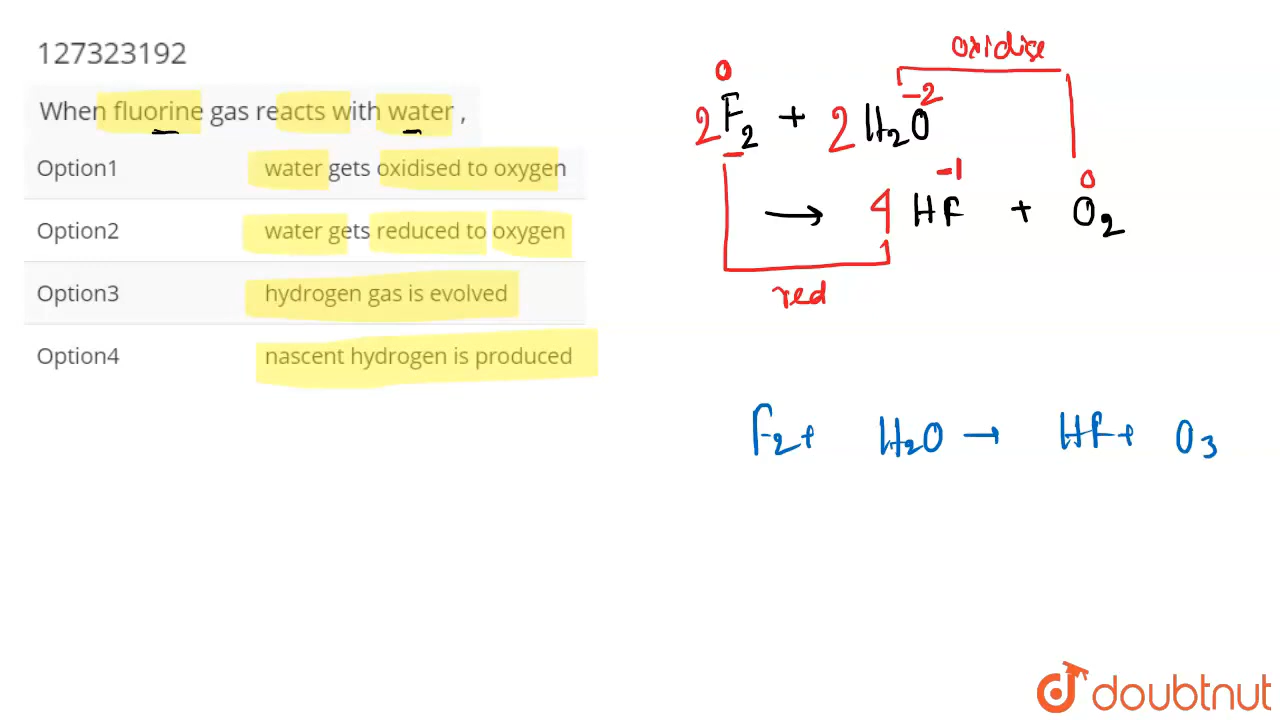 127323192
When fluorine gas reacts with water ,
Option1 water gets oxidised to oxygen
Option2 water gets reduced to oxygen
Option3 hydrogen gas is evolved
Option4 nascent hydrogen is produced
oxidise
0 -2
2F₂ + 2H₂O
-1 0
→ 4HF + O₂
red
F₂+ H₂O → HF+ O₃
doubtnut